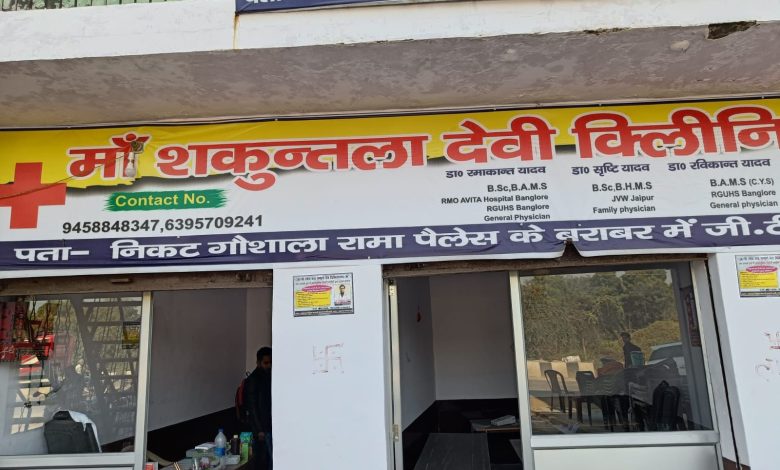 माँ शकुन्तला देवी क्लीनि
Contact No.
9458848347,6395709241
डा0 रमाकान्त यादव
B.Sc,B.A.M.S
RMO AVITA Hospital Banglore
RGUHS Banglore
General Physician
डा0 सृष्टि यादव
B.Sc,B.H.M.S
JVW Jaipur
Family physician
डा0 रविकान्त यादव
B.A.M.S (C.Y.S)
RGUHS Banglore
General physician
पता- निकट गौशाला रामा पैलेस के बराबर में जी.टी